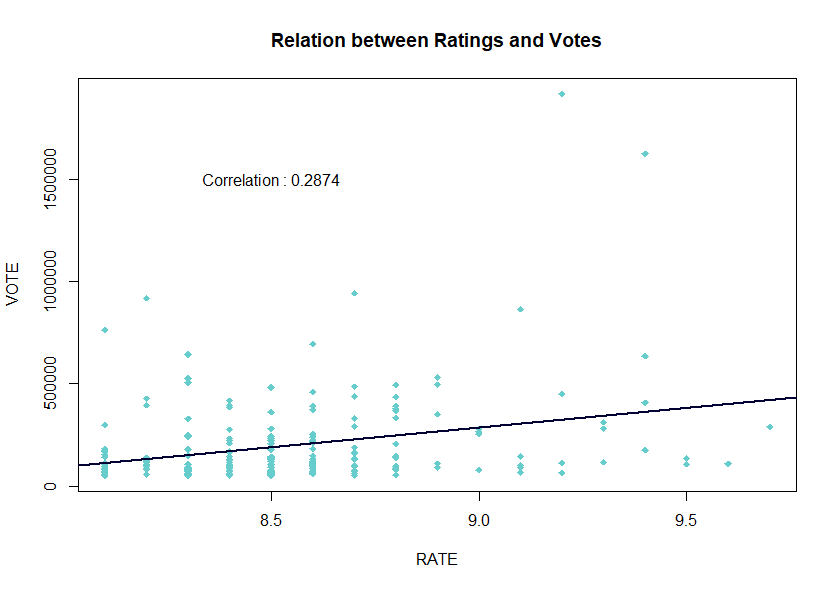 Relation between Ratings and Votes
1500000
Correlation : 0.2874
1000000
VOTE
500000
0
8.5 9.0 9.5
RATE